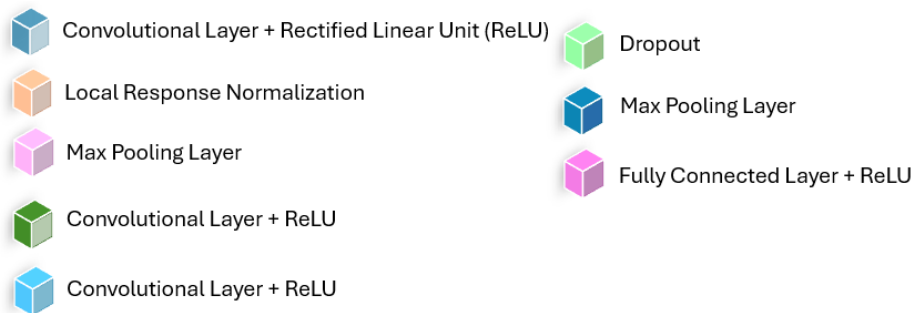 Convolutional Layer + Rectified Linear Unit (ReLU)
Local Response Normalization
Max Pooling Layer
Convolutional Layer + ReLU
Convolutional Layer + ReLU
Dropout
Max Pooling Layer
Fully Connected Layer + ReLU